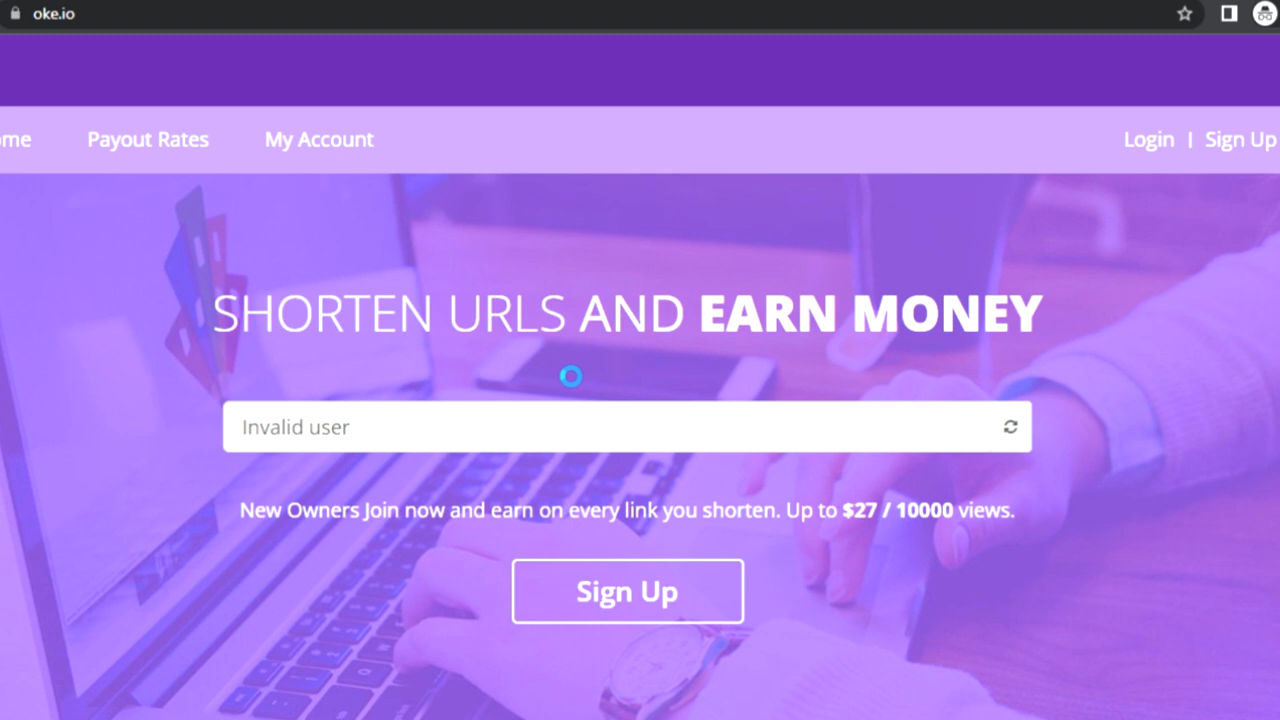 oke.io
ome
Payout Rates
My Account
Login | Sign Up
SHORTEN URLS AND EARN MONEY
Invalid user
New Owners Join now and earn on every link you shorten. Up to $27 / 10000 views.
Sign Up